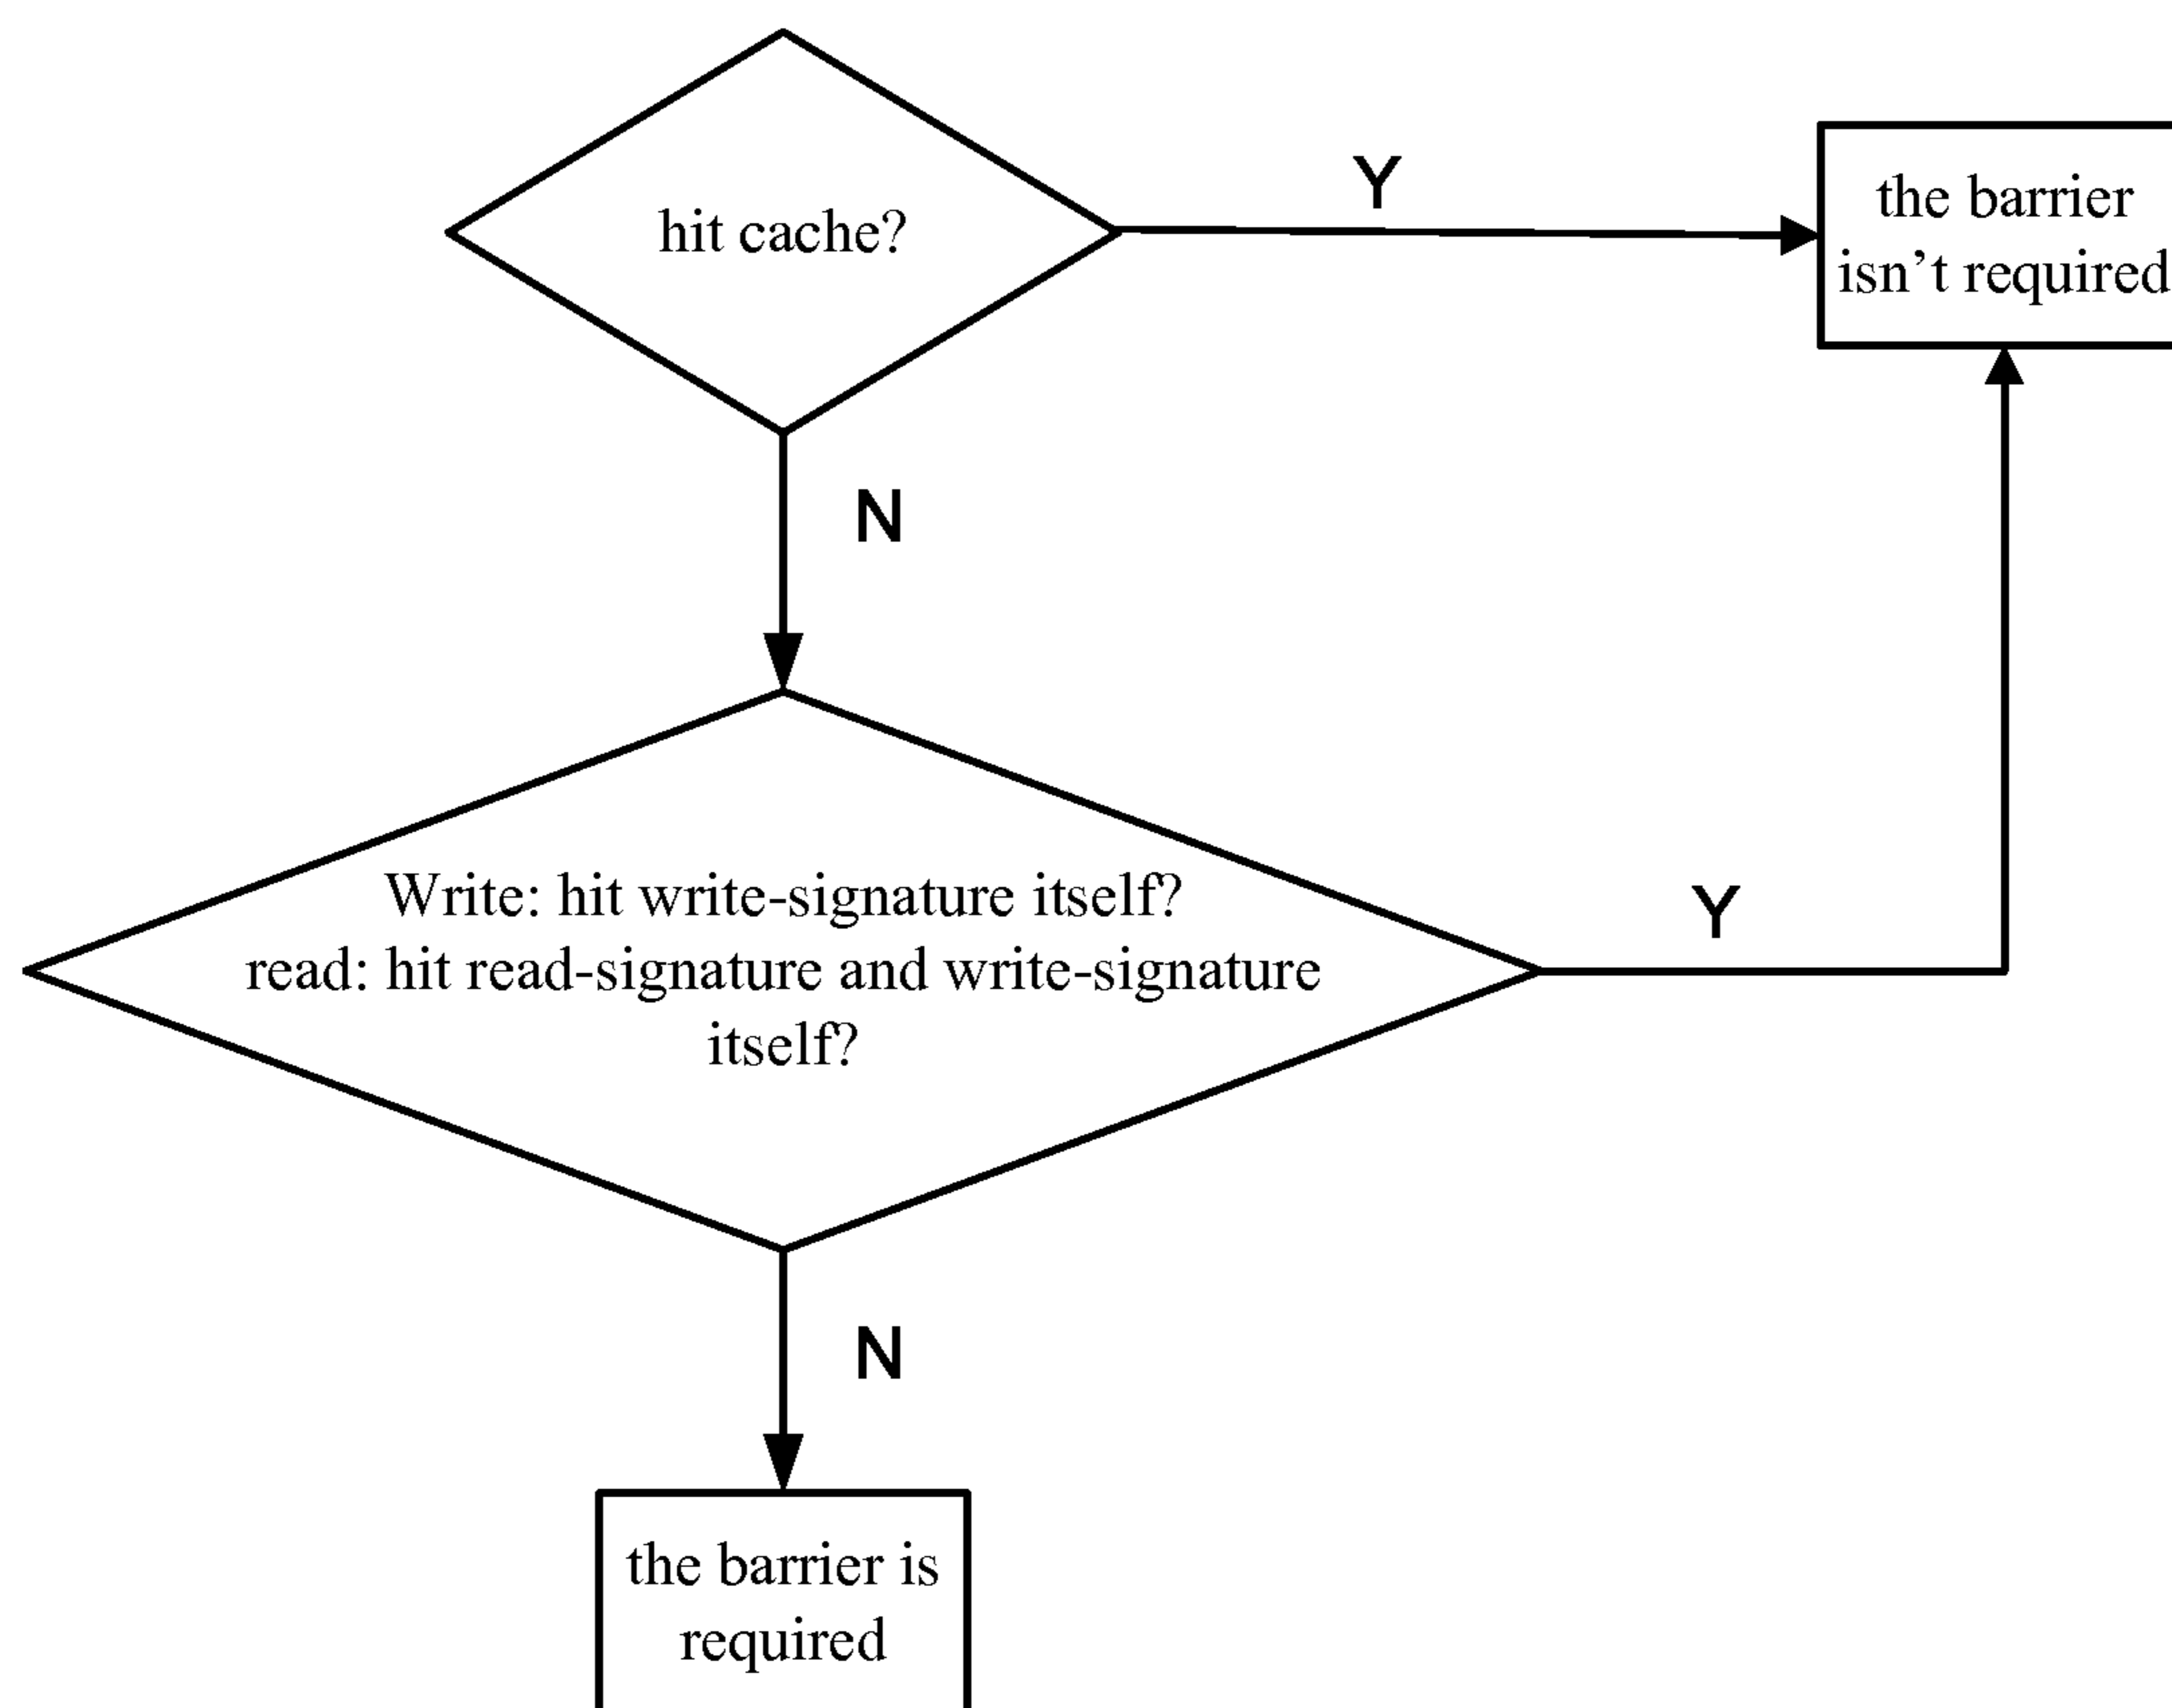 hit cache?
Y
the barrier
isn’t required
N
Write: hit write-signature itself?
read: hit read-signature and write-signature
itself?
Y
N
the barrier is
required